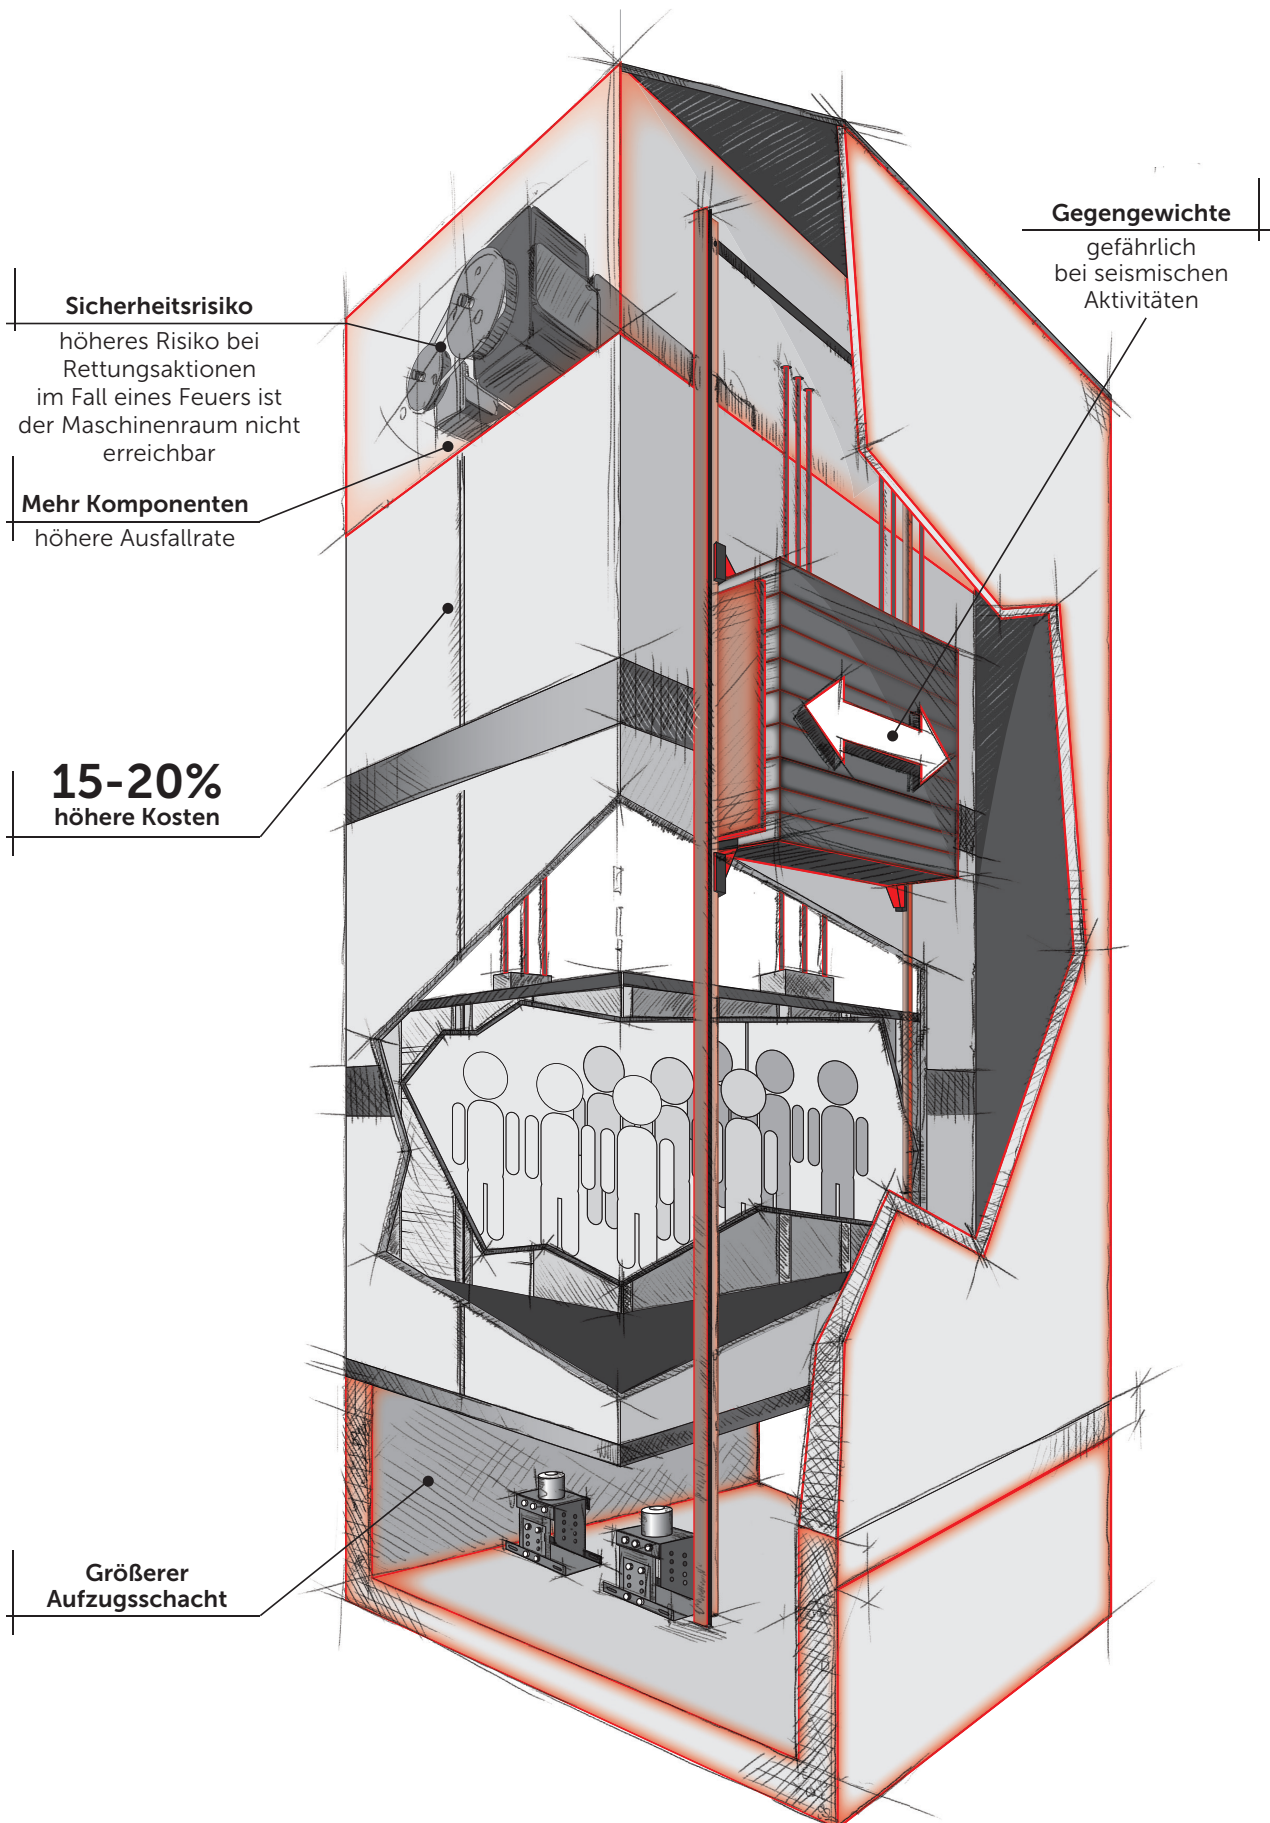 Gegengewichte
gefährlich
bei seismischen
Aktivitäten
Sicherheitsrisiko
höheres Risiko bei
Rettungsaktionen
im Fall eines Feuers ist
der Maschinenraum nicht
erreichbar
Mehr Komponenten
höhere Ausfallrate
15-20%
höhere Kosten
Größerer
Aufzugsschacht